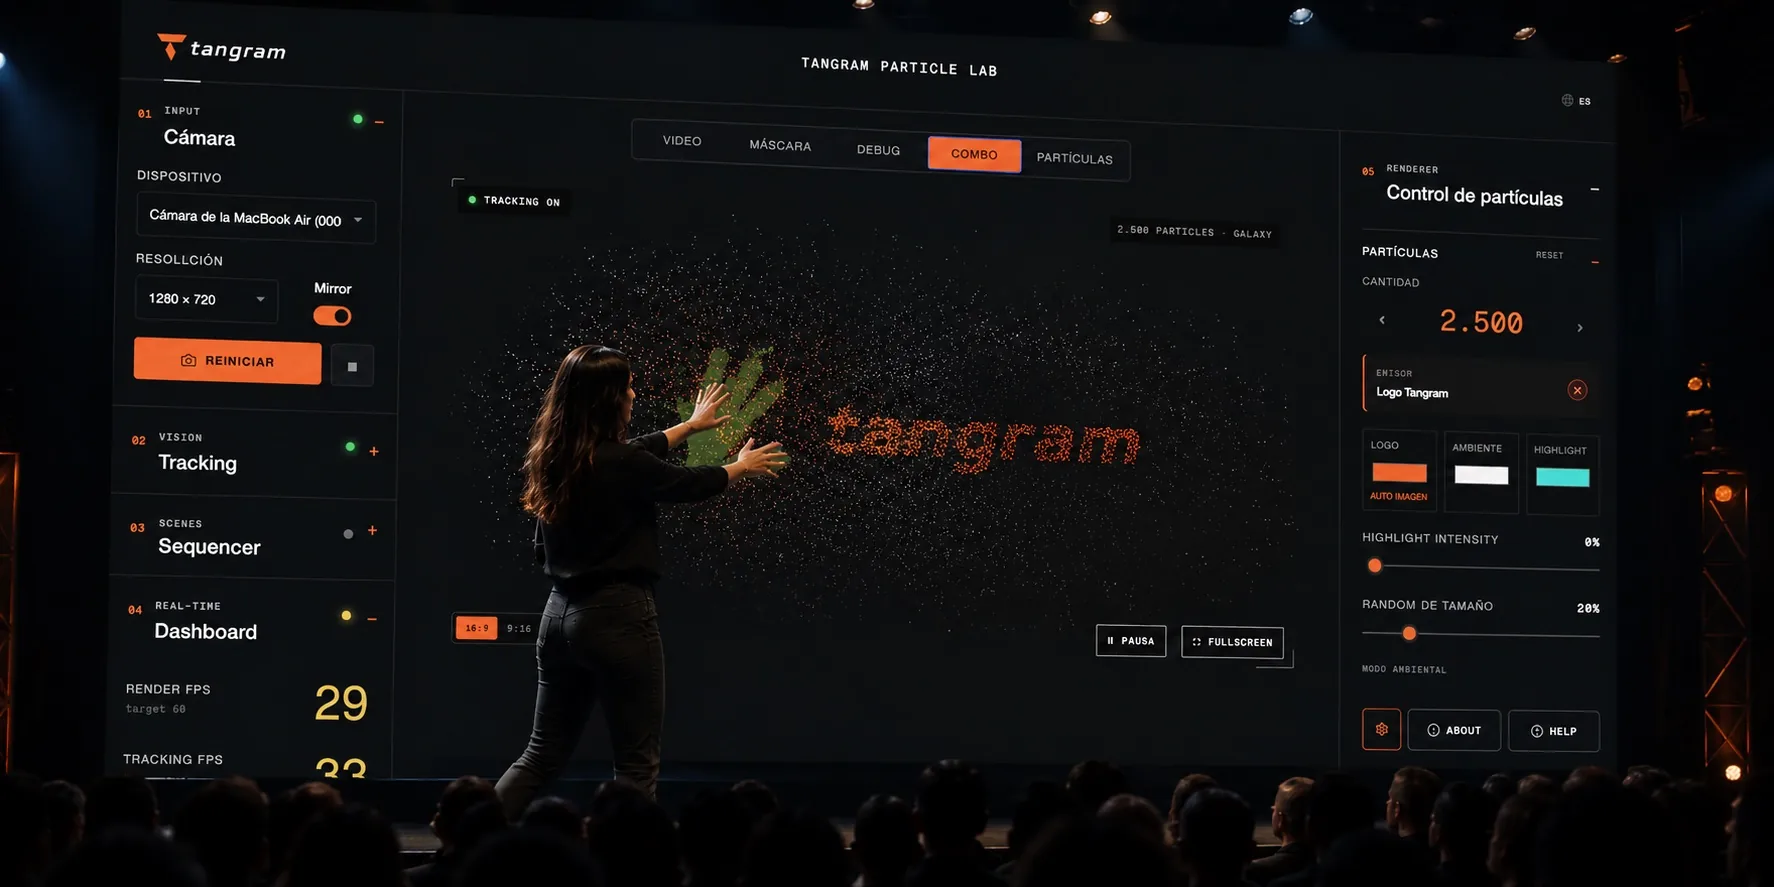 tangram
TANGRAM PARTICLE LAB
ES
01 INPUT
Cámara
DISPOSITIVO
Cámara de la MacBook Air (000
RESOLLCIÓN
1280 × 720
Mirror
REINICIAR
02 VISION
Tracking
03 SCENES
Sequencer
04 REAL-TIME
Dashboard
RENDER FPS
29
target 60
TRACKING FPS
33
VIDEO MÁSCARA DEBUG COMBO PARTÍCULAS
TRACKING ON
2.500 PARTICLES · GALAXY
tangram
16:9 9:16
PAUSA
FULLSCREEN
05 RENDERER
Control de partículas
PARTÍCULAS
RESET
CANTIDAD
2.500
EMISOR
Logo Tangram
LOGO
AUTO IMAGEN
AMBIENTE
HIGHLIGHT
HIGHLIGHT INTENSITY 0%
RANDOM DE TAMAÑO 20%
MODO AMBIENTAL
ABOUT
HELP